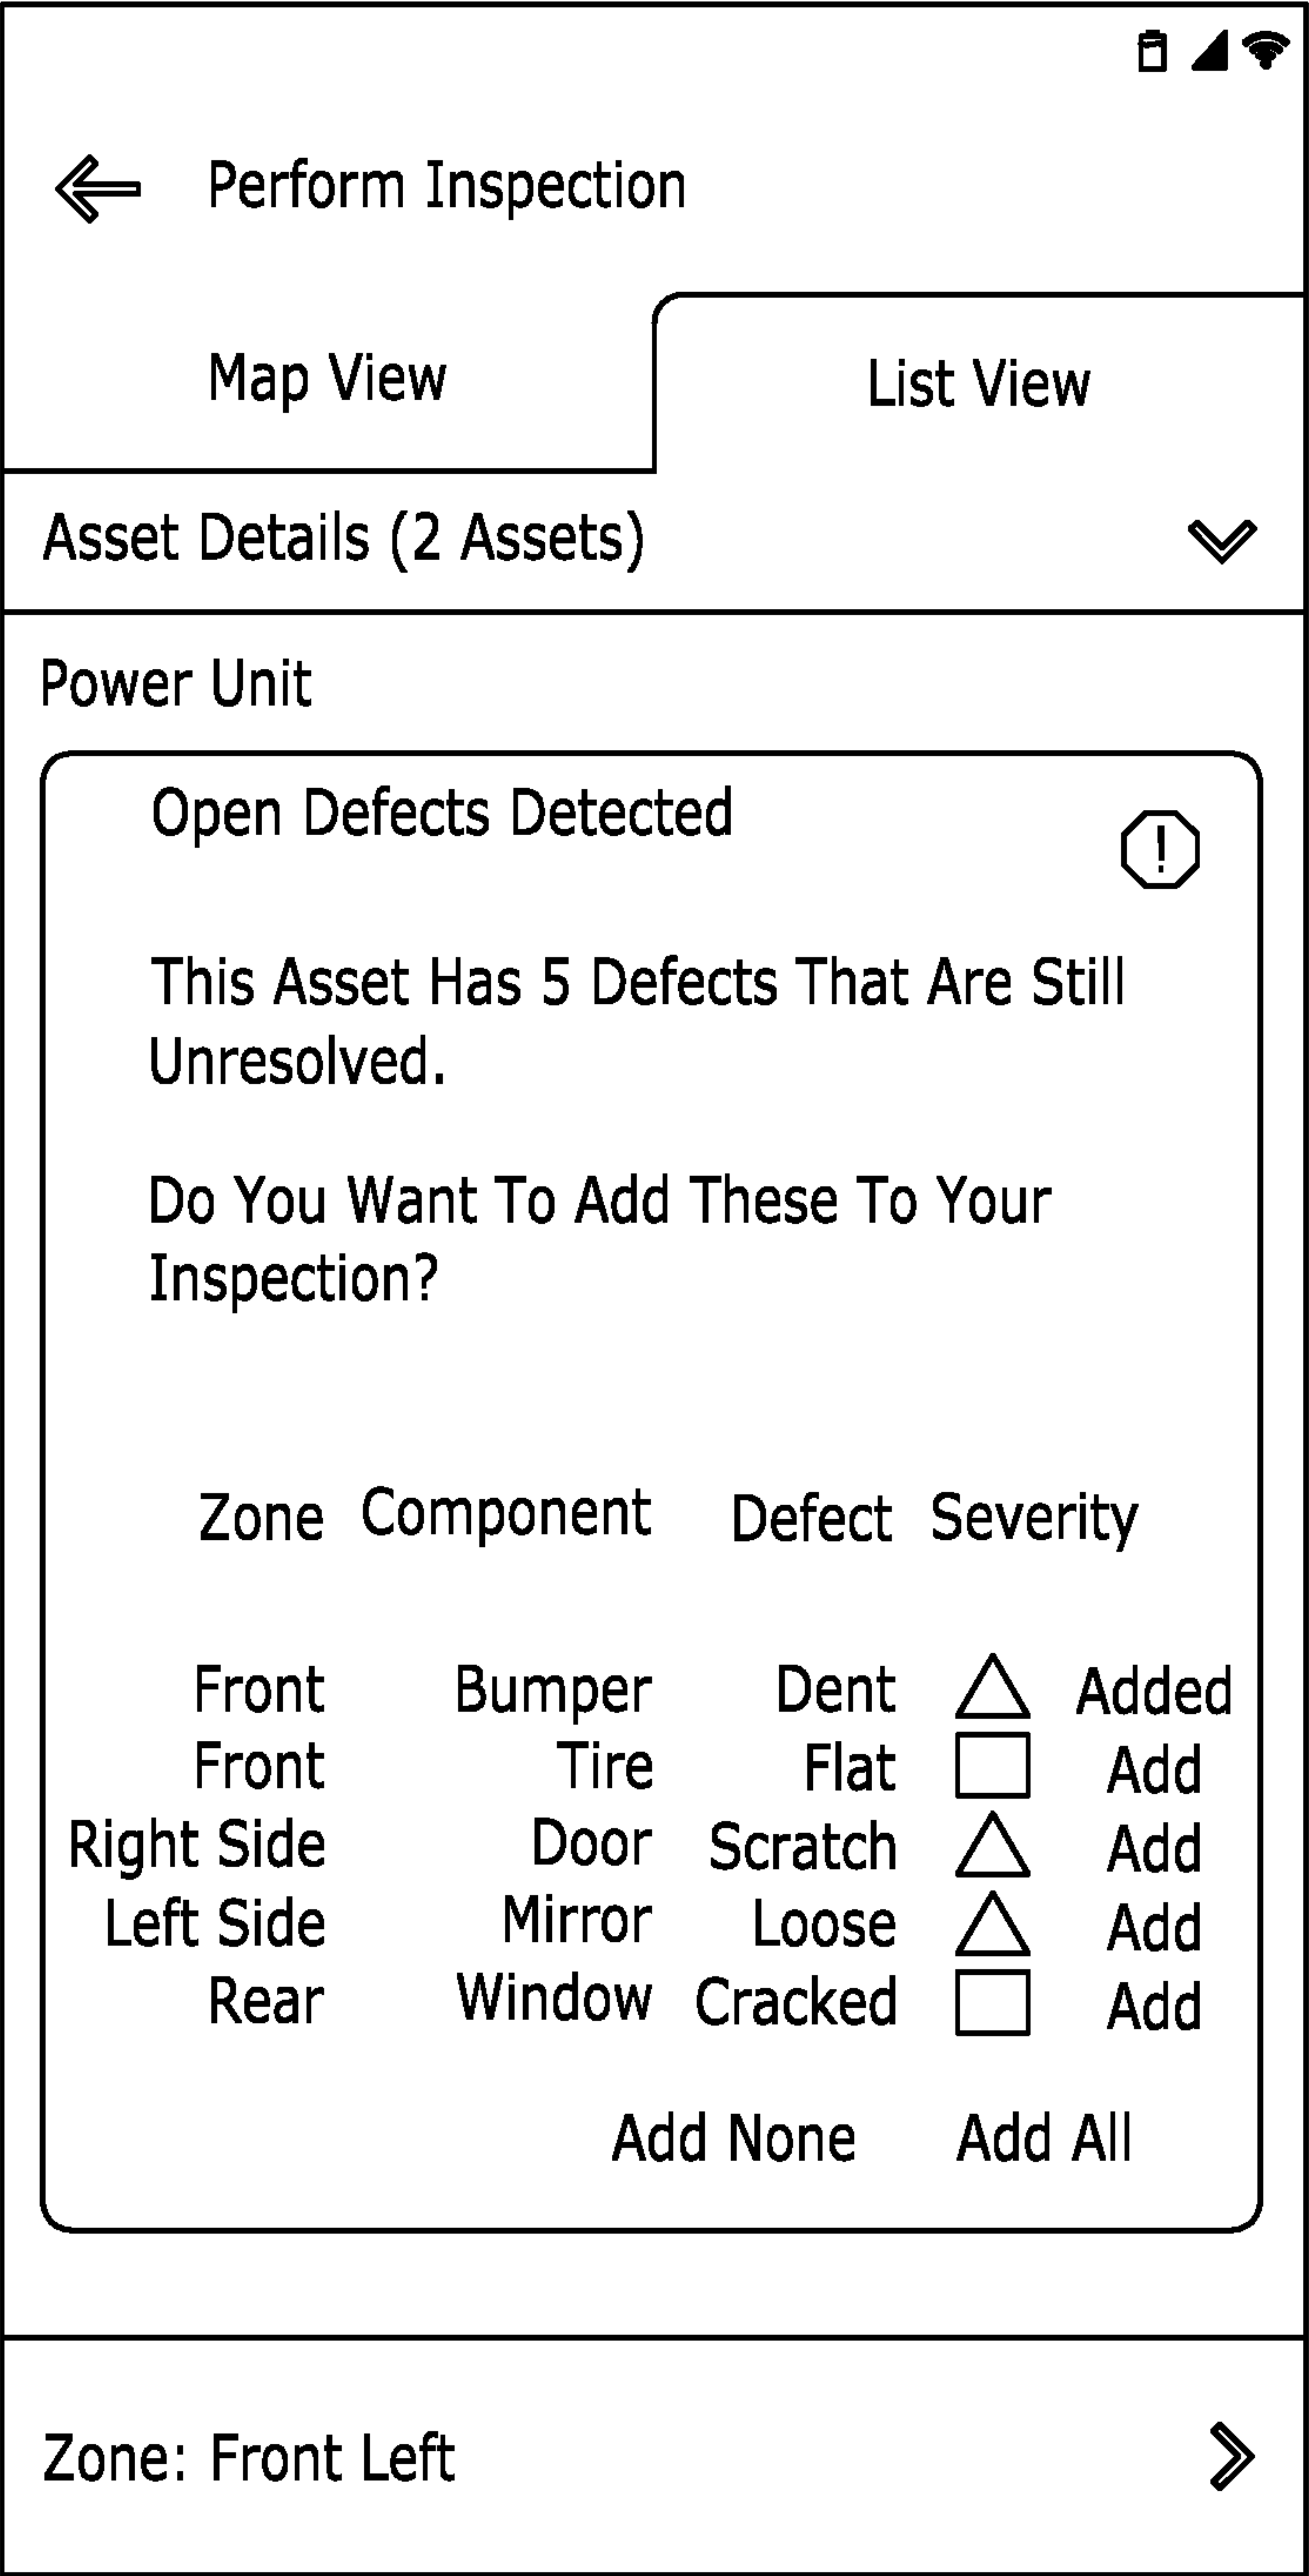 Perform Inspection
Map View
List View
Asset Details (2 Assets)
Power Unit
Open Defects Detected
!
This Asset Has 5 Defects That Are Still
Unresolved.
Do You Want To Add These To Your
Inspection?
Zone Component Defect Severity
Front Bumper Dent Added
Front Tire Flat Add
Right Side Door Scratch Add
Left Side Mirror Loose Add
Rear Window Cracked Add
Add None Add All
Zone: Front Left